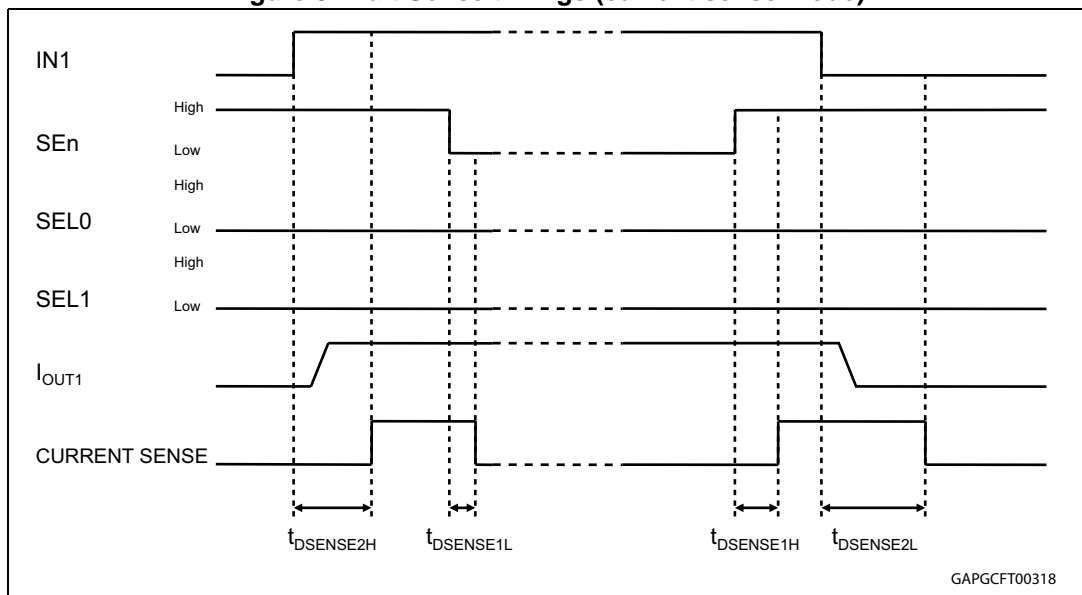 IN1
High
SEn
Low
High
SEL0
Low
High
SEL1
Low
IOUT1
CURRENT SENSE
tDSENSE2H tDSENSE1L tDSENSE1H tDSENSE2L
GAPGCFT00318